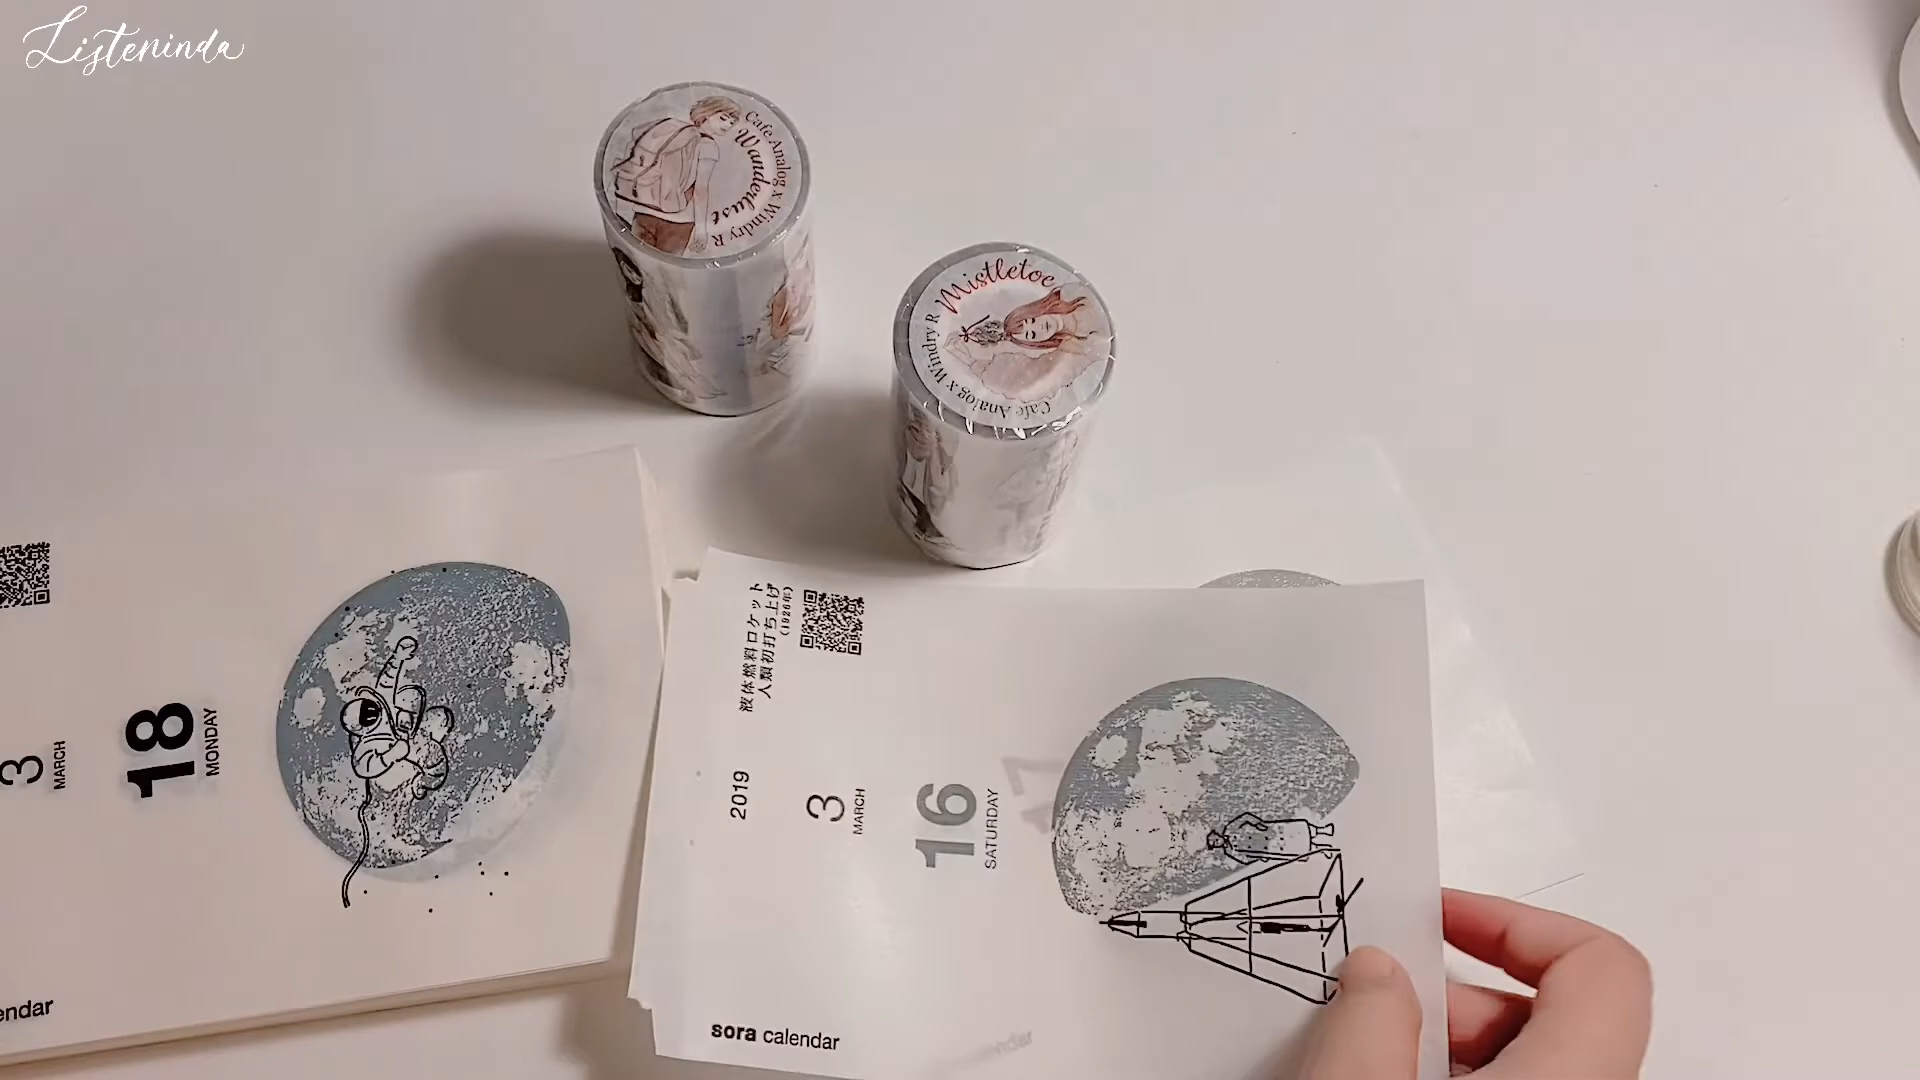 Listeninda
Cafe Analog x Windry R
Wanderlust
Mistletoe
Cafe Analog x Windry R
3
MARCH
18
MONDAY
endar
液体燃料ロケット
人類初打ち上げ
(1926年)
2019
3
MARCH
16
SATURDAY
17
sora calendar
endar